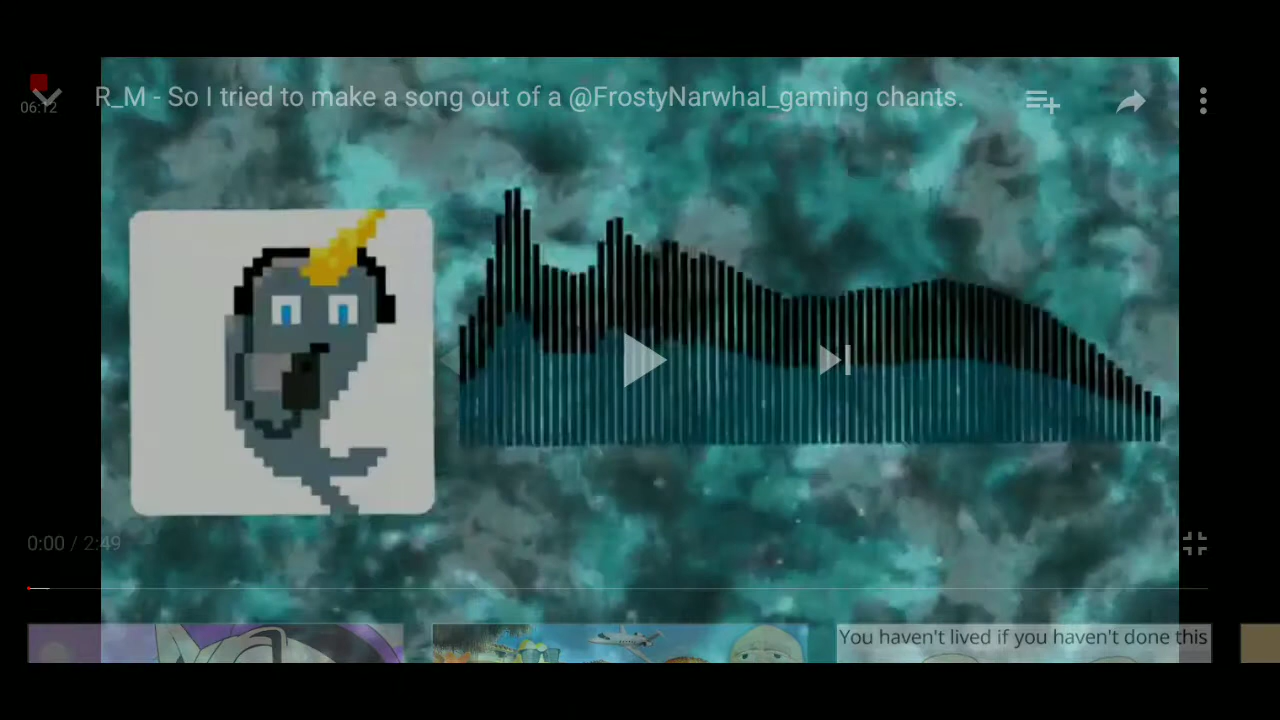 R_M - So I tried to make a song out of a @FrostyNarwhal_gaming chants.
06:12
0:00 / 2:49
You haven't lived if you haven't done this